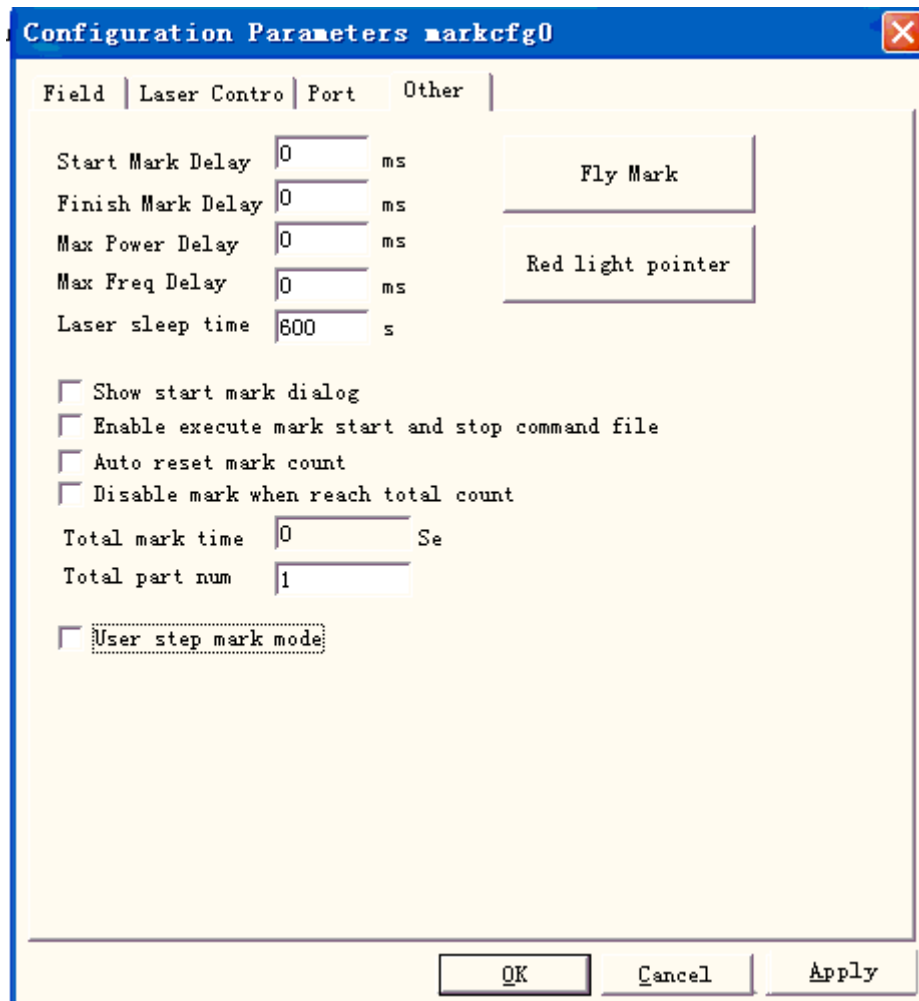 Configuration Parameters markcfg0
Field Laser Contro Port Other
Start Mark Delay 0 ms
Finish Mark Delay 0 ms
Max Power Delay 0 ms
Max Freq Delay 0 ms
Laser sleep time 600 s
Fly Mark
Red light pointer
Show start mark dialog
Enable execute mark start and stop command file
Auto reset mark count
Disable mark when reach total count
Total mark time 0 Se
Total part num 1
User step mark mode
OK Cancel Apply